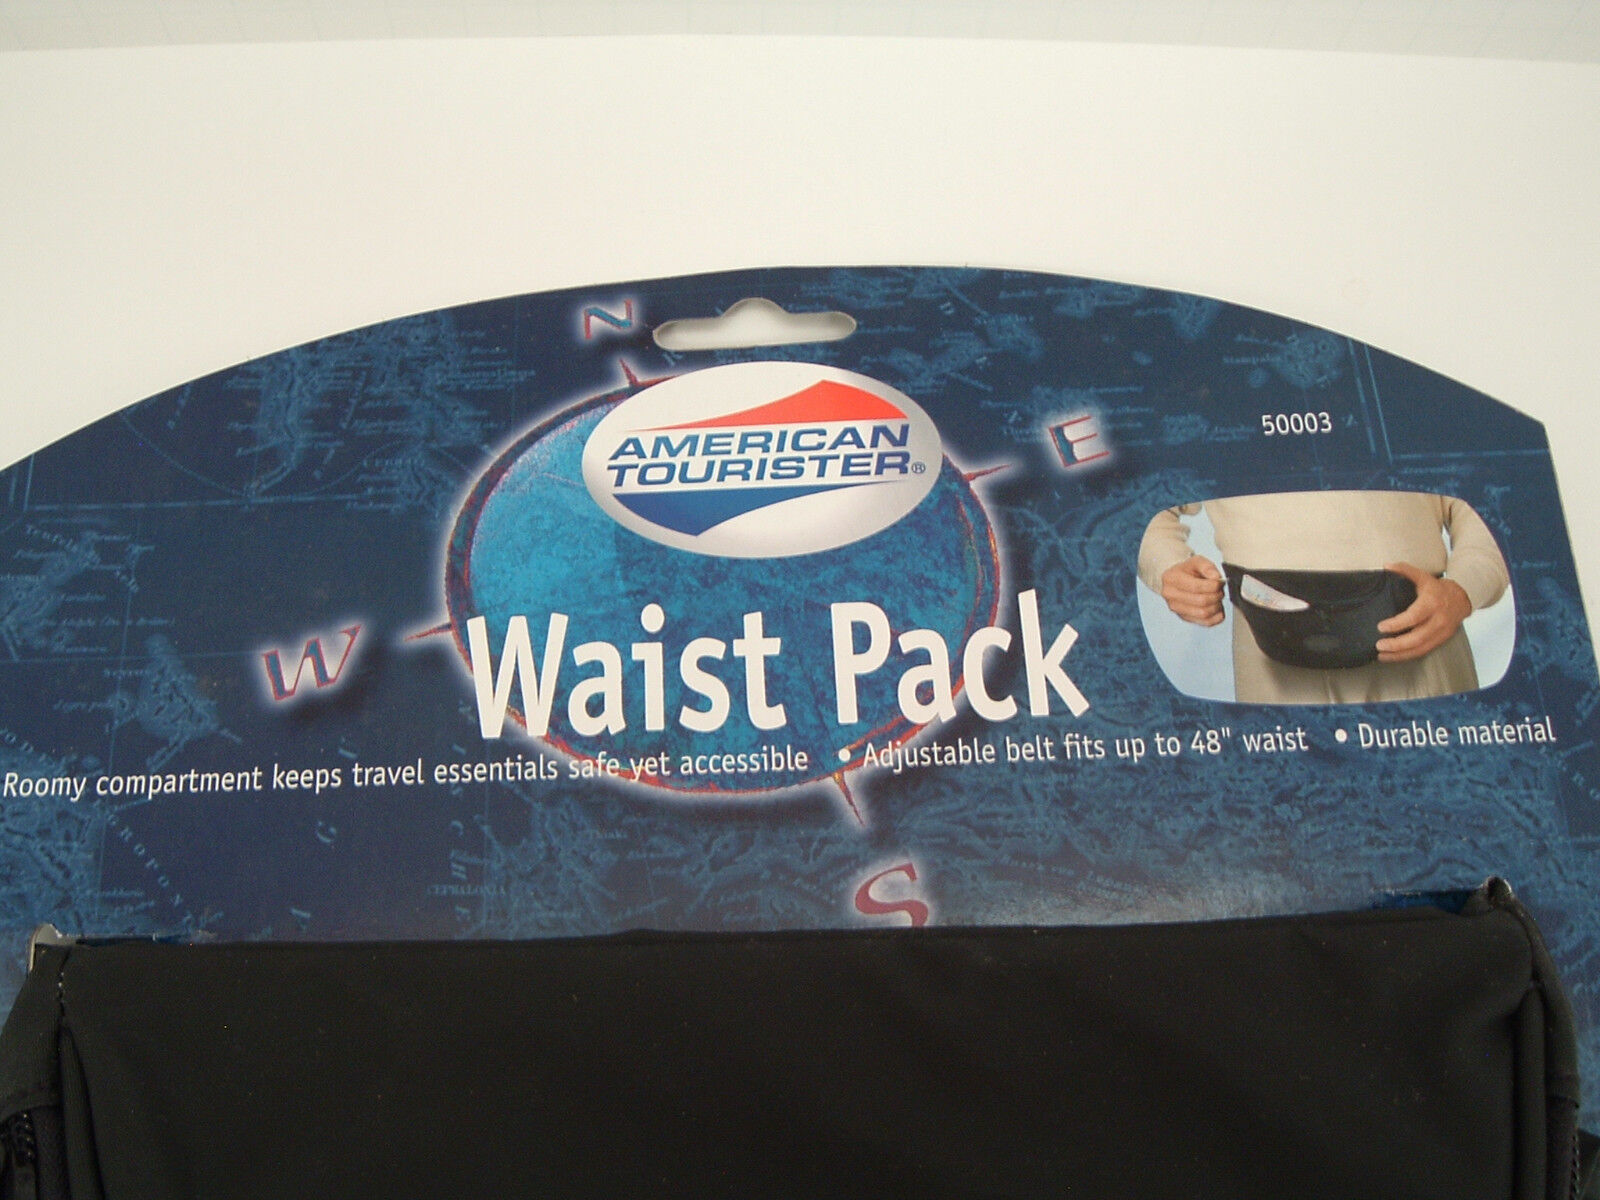 N
AMERICAN
TOURISTER®
E
50003
W
Waist Pack
Roomy compartment keeps travel essentials safe yet accessible • Adjustable belt fits up to 48" waist • Durable material
CEPHALONIA
S